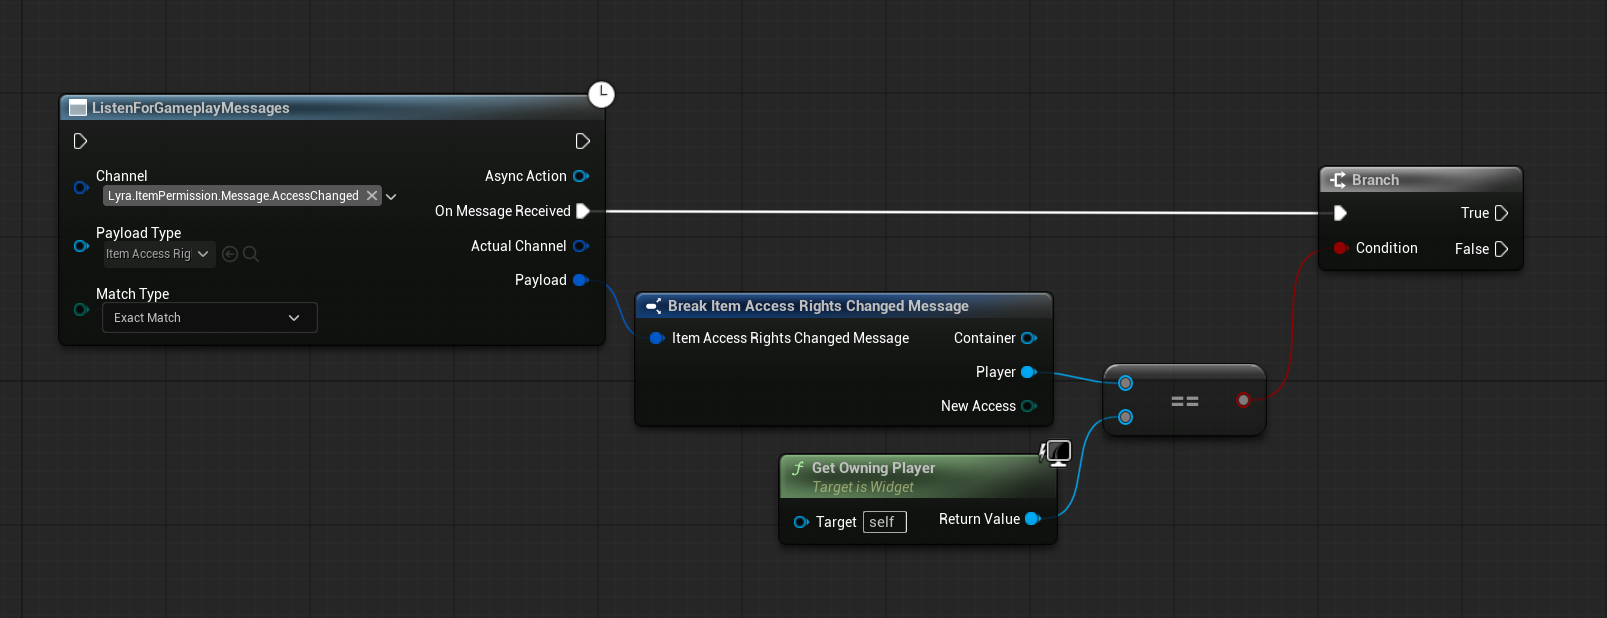 ListenForGameplayMessages
Channel
Lyra.ItemPermission.Message.AccessChanged
Payload Type
Item Access Rig
Match Type
Exact Match
Async Action
On Message Received
Actual Channel
Payload
Break Item Access Rights Changed Message
Item Access Rights Changed Message
Container
Player
New Access
Get Owning Player
Target is Widget
Target self
Return Value
==
Branch
True
Condition
False